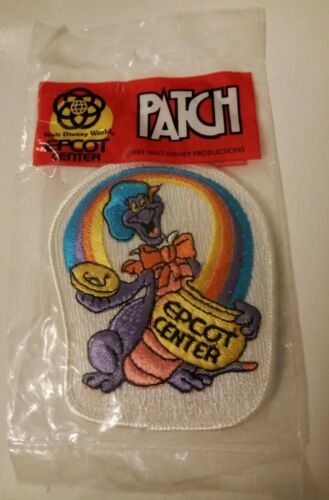 Walt Disney World®
EPCOT
CENTER
PATCH
1982 WALT DISNEY PRODUCTIONS
EPCOT
CENTER